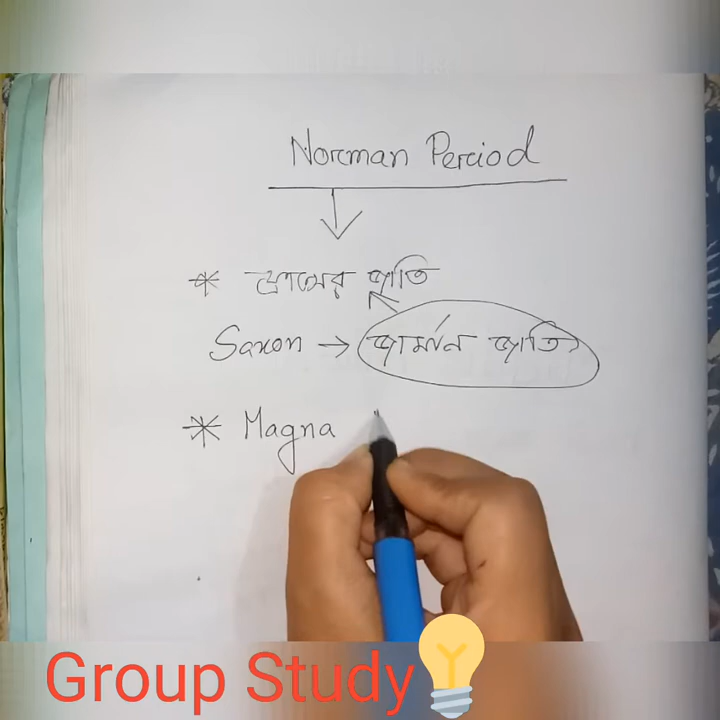 Norman Period
* ফ্রান্সের জাতি
Saxon → জার্মান জাতি
* Magna
Group Study